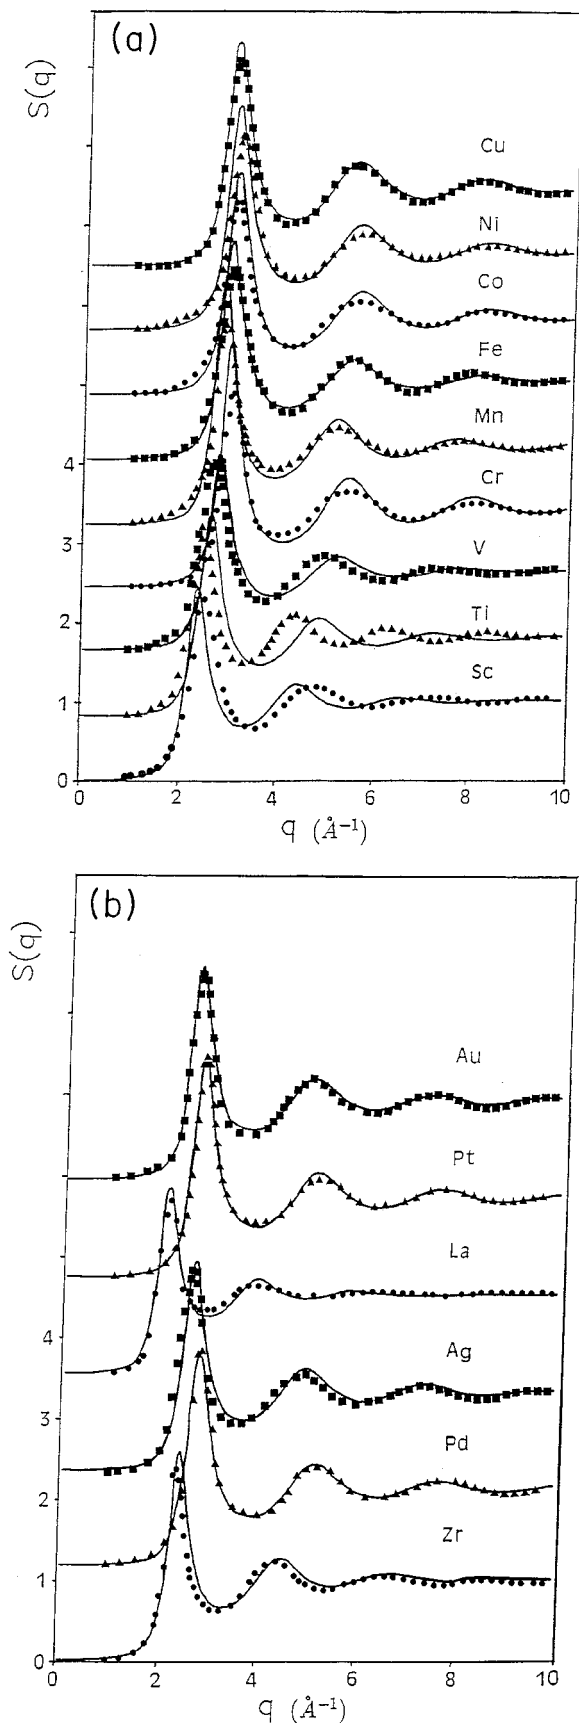 (a)
S(q)
Cu
Ni
Co
Fe
Mn
4
Cr
3
V
2
Ti
1
Sc
0
0 2 4 6 8 10
q (Å⁻¹)
(b)
S(q)
Au
Pt
La
4
Ag
3
Pd
2
Zr
1
0
0 2 4 6 8 10
q (Å⁻¹)